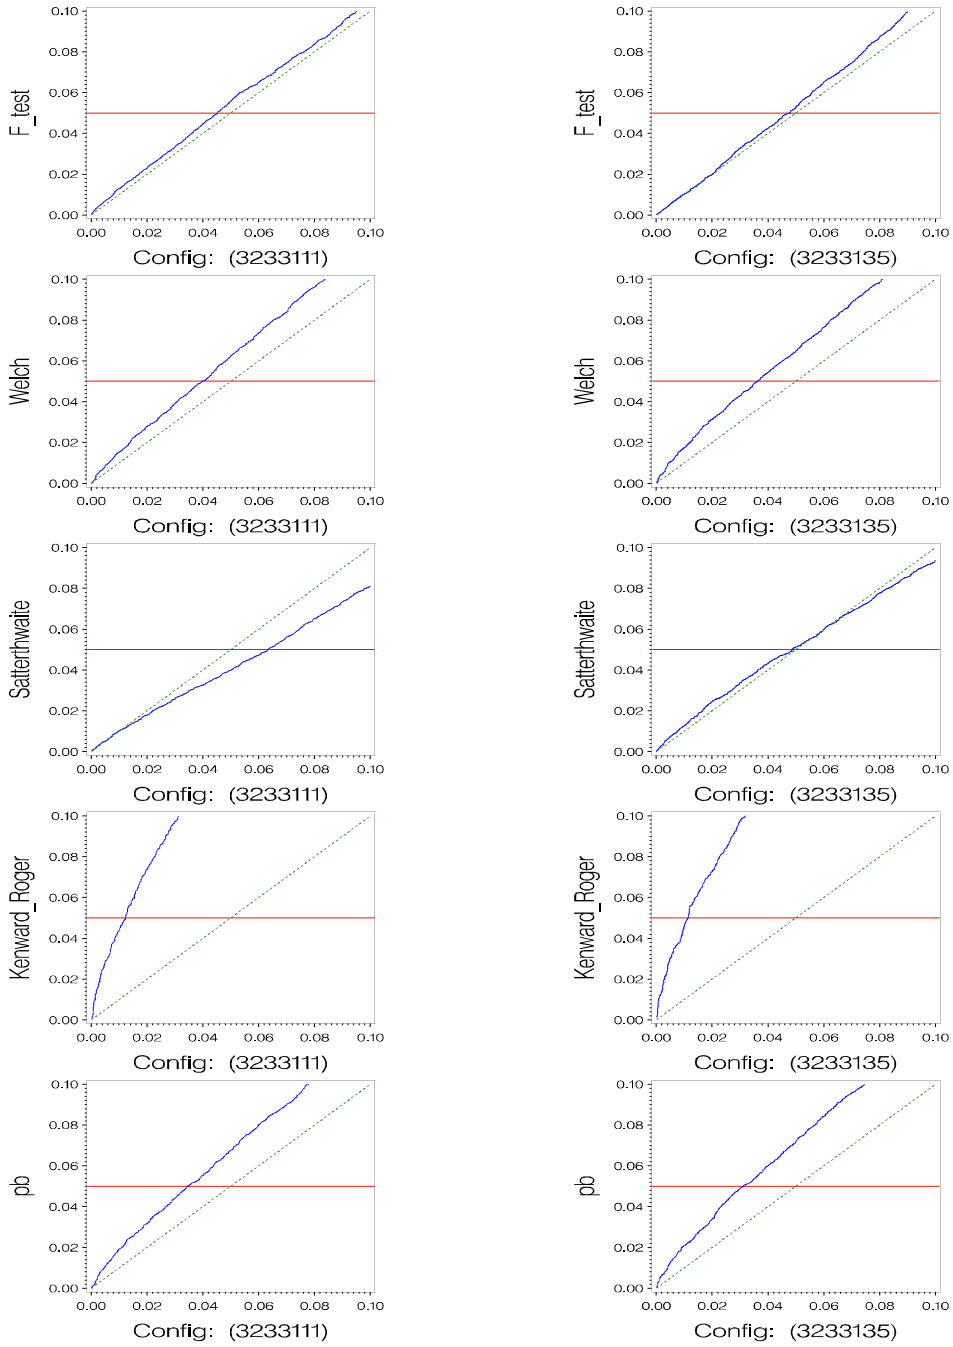 0.10 0.10
0.08 0.08
0.06 0.06
F_test F_test
0.04 0.04
0.02 0.02
0.00 0.00
0.00 0.02 0.04 0.06 0.08 0.10 0.00 0.02 0.04 0.06 0.08 0.10
Config: (3233111) Config: (3233135)
0.10 0.10
0.08 0.08
0.06 0.06
Welch Welch
0.04 0.04
0.02 0.02
0.00 0.00
0.00 0.02 0.04 0.06 0.08 0.10 0.00 0.02 0.04 0.06 0.08 0.10
Config: (3233111) Config: (3233135)
0.10 0.10
0.08 0.08
0.06 0.06
Satterthwaite Satterthwaite
0.04 0.04
0.02 0.02
0.00 0.00
0.00 0.02 0.04 0.06 0.08 0.10 0.00 0.02 0.04 0.06 0.08 0.10
Config: (3233111) Config: (3233135)
0.10 0.10
0.08 0.08
0.06 0.06
Kenward_Roger Kenward_Roger
0.04 0.04
0.02 0.02
0.00 0.00
0.00 0.02 0.04 0.06 0.08 0.10 0.00 0.02 0.04 0.06 0.08 0.10
Config: (3233111) Config: (3233135)
0.10 0.10
0.08 0.08
0.06 0.06
pb pb
0.04 0.04
0.02 0.02
0.00 0.00
0.00 0.02 0.04 0.06 0.08 0.10 0.00 0.02 0.04 0.06 0.08 0.10
Config: (3233111) Config: (3233135)